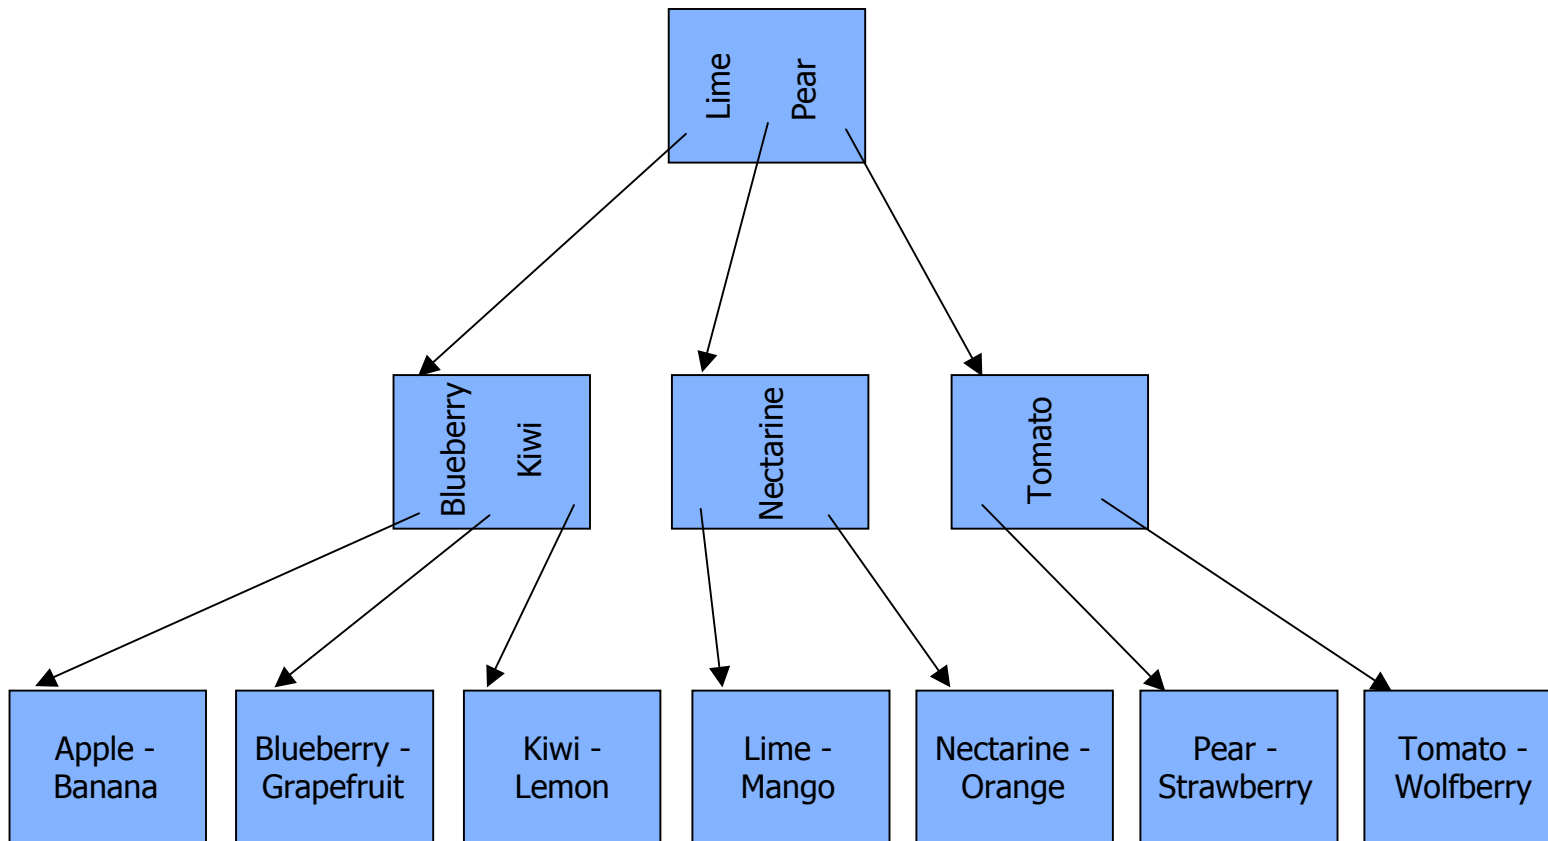 Lime
Pear
Blueberry
Kiwi
Nectarine
Tomato
Apple -
Banana
Blueberry -
Grapefruit
Kiwi -
Lemon
Lime -
Mango
Nectarine -
Orange
Pear -
Strawberry
Tomato -
Wolfberry